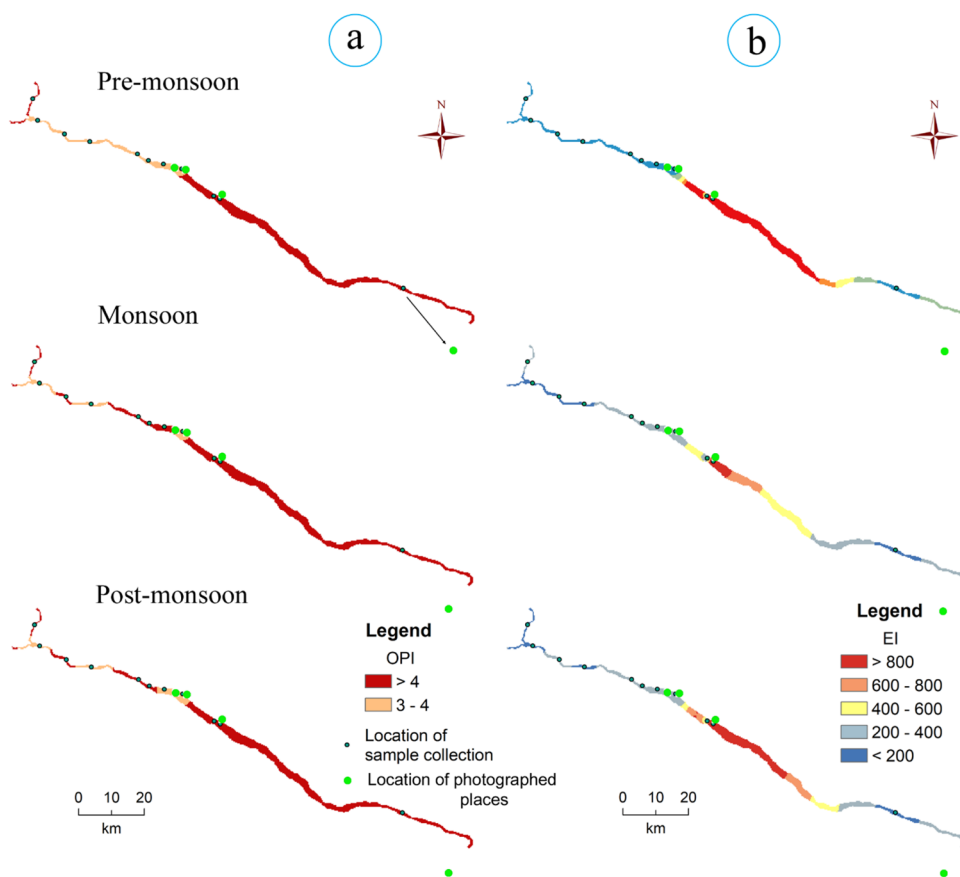 a
b
Pre-monsoon
N
N
Monsoon
Post-monsoon
Legend
OPI
> 4
3 - 4
Location of
sample collection
Location of photographed
places
0 10 20
km
Legend
EI
> 800
600 - 800
400 - 600
200 - 400
< 200
0 10 20
km